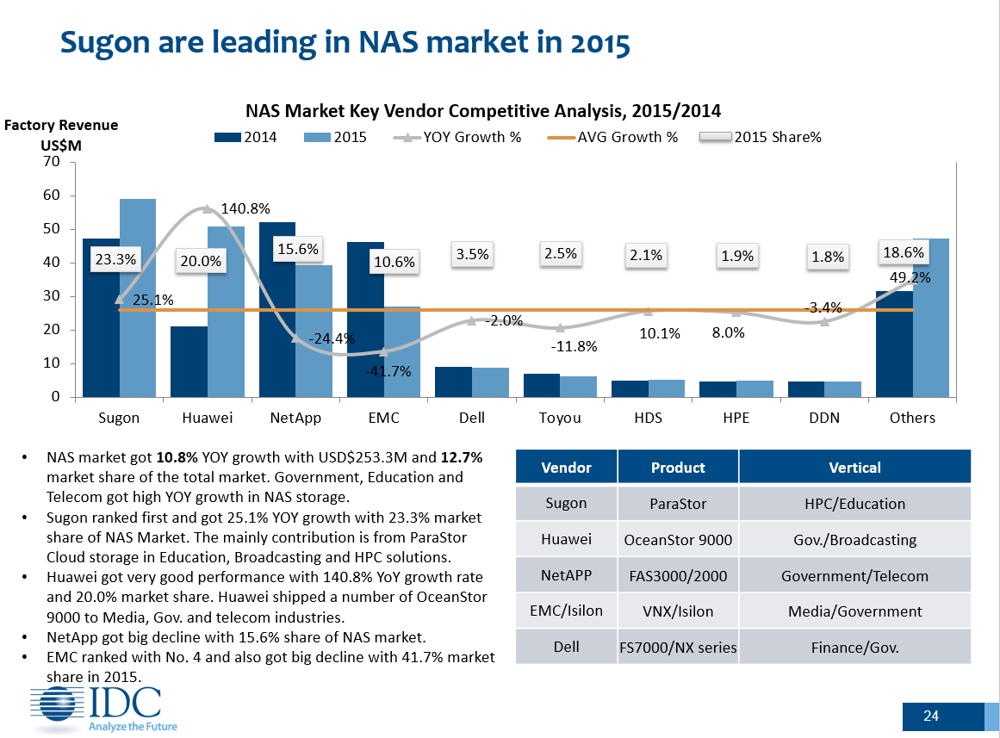 Sugon are leading in NAS market in 2015
NAS Market Key Vendor Competitive Analysis, 2015/2014
Factory Revenue
US$M
2014
2015
YOY Growth %
AVG Growth %
2015 Share%
70
60
50
40
30
20
10
0
23.3%
20.0%
15.6%
10.6%
3.5%
2.5%
2.1%
1.9%
1.8%
18.6%
25.1%
140.8%
-24.4%
-41.7%
-2.0%
-11.8%
10.1%
8.0%
-3.4%
49.2%
Sugon
Huawei
NetApp
EMC
Dell
Toyou
HDS
HPE
DDN
Others
• NAS market got 10.8% YOY growth with USD$253.3M and 12.7%
market share of the total market. Government, Education and
Telecom got high YOY growth in NAS storage.
• Sugon ranked first and got 25.1% YOY growth with 23.3% market
share of NAS Market. The mainly contribution is from ParaStor
Cloud storage in Education, Broadcasting and HPC solutions.
• Huawei got very good performance with 140.8% YoY growth rate
and 20.0% market share. Huawei shipped a number of OceanStor
9000 to Media, Gov. and telecom industries.
• NetApp got big decline with 15.6% share of NAS market.
• EMC ranked with No. 4 and also got big decline with 41.7% market
share in 2015.
Vendor Product Vertical
Sugon ParaStor HPC/Education
Huawei OceanStor 9000 Gov./Broadcasting
NetAPP FAS3000/2000 Government/Telecom
EMC/Isilon VNX/Isilon Media/Government
Dell FS7000/NX series Finance/Gov.
IDC
Analyze the Future
24